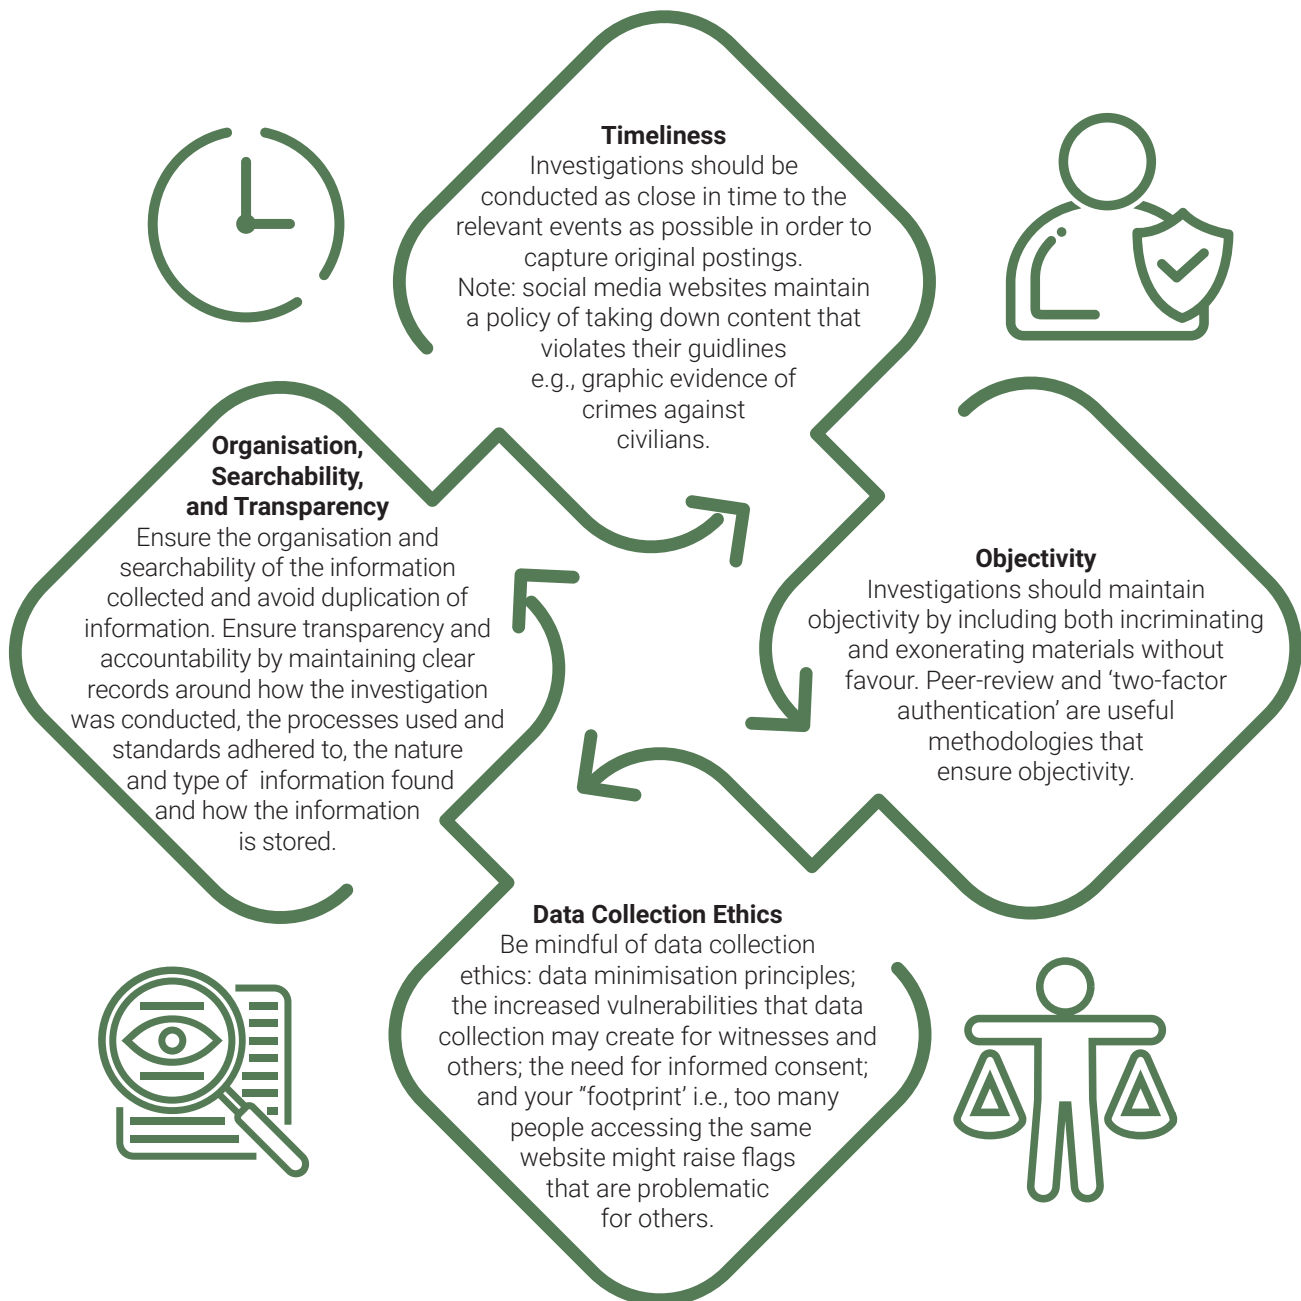 Timeliness
Investigations should be
conducted as close in time to the
relevant events as possible in order to
capture original postings.
Note: social media websites maintain
a policy of taking down content that
violates their guidlines
e.g., graphic evidence of
crimes against
civilians.
Organisation,
Searchability,
and Transparency
Ensure the organisation and
searchability of the information
collected and avoid duplication of
information. Ensure transparency and
accountability by maintaining clear
records around how the investigation
was conducted, the processes used and
standards adhered to, the nature
and type of  information found
and how the information
is stored.
Objectivity
Investigations should maintain
objectivity by including both incriminating
and exonerating materials without
favour. Peer-review and ‘two-factor
authentication’ are useful
methodologies that
ensure objectivity.
Data Collection Ethics
Be mindful of data collection
ethics: data minimisation principles;
the increased vulnerabilities that data
collection may create for witnesses and
others; the need for informed consent;
and your “footprint’ i.e., too many
people accessing the same
website might raise flags
that are problematic
for others.